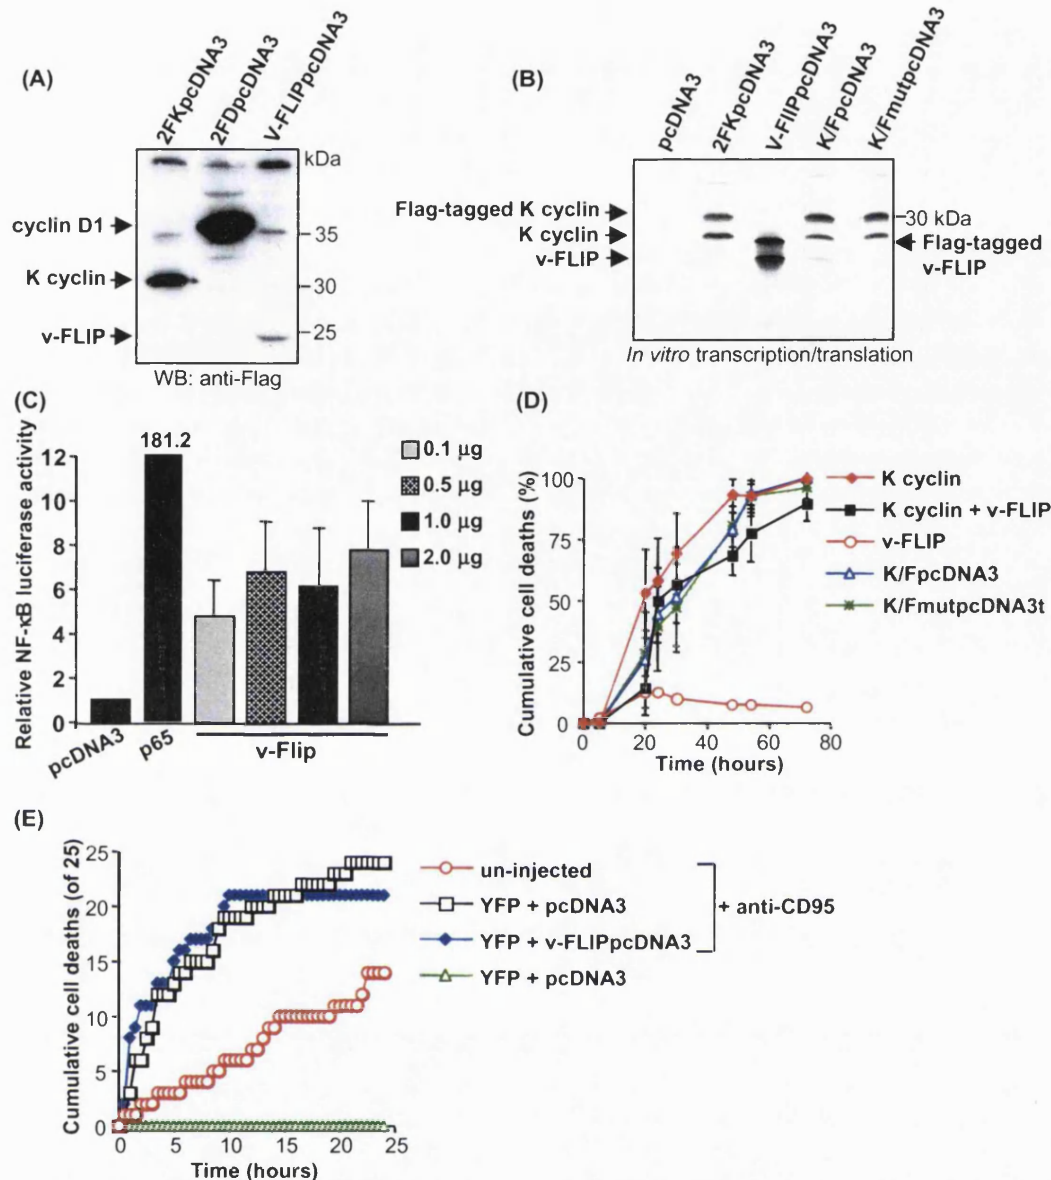 (A)
2FKpcDNA3
2FDpcDNA3
V-FLIPpcDNA3
kDa
cyclin D1
K cyclin
v-FLIP
35
30
25
WB: anti-Flag
(B)
pcDNA3
2FKpcDNA3
V-FlIPpcDNA3
K/FpcDNA3
K/FmutpcDNA3
Flag-tagged K cyclin
K cyclin
v-FLIP
30 kDa
Flag-tagged
v-FLIP
In vitro transcription/translation
(C)
Relative NF-κB luciferase activity
12
10
8
6
4
2
0
181.2
pcDNA3
p65
v-Flip
0.1 µg
0.5 µg
1.0 µg
2.0 µg
(D)
Cumulative cell deaths (%)
100
75
50
25
0
0
20
40
60
80
Time (hours)
K cyclin
K cyclin + v-FLIP
v-FLIP
K/FpcDNA3
K/FmutpcDNA3t
(E)
Cumulative cell deaths (of 25)
25
20
15
10
5
0
0
5
10
15
20
25
Time (hours)
un-injected
YFP + pcDNA3
YFP + v-FLIPpcDNA3
YFP + pcDNA3
+ anti-CD95